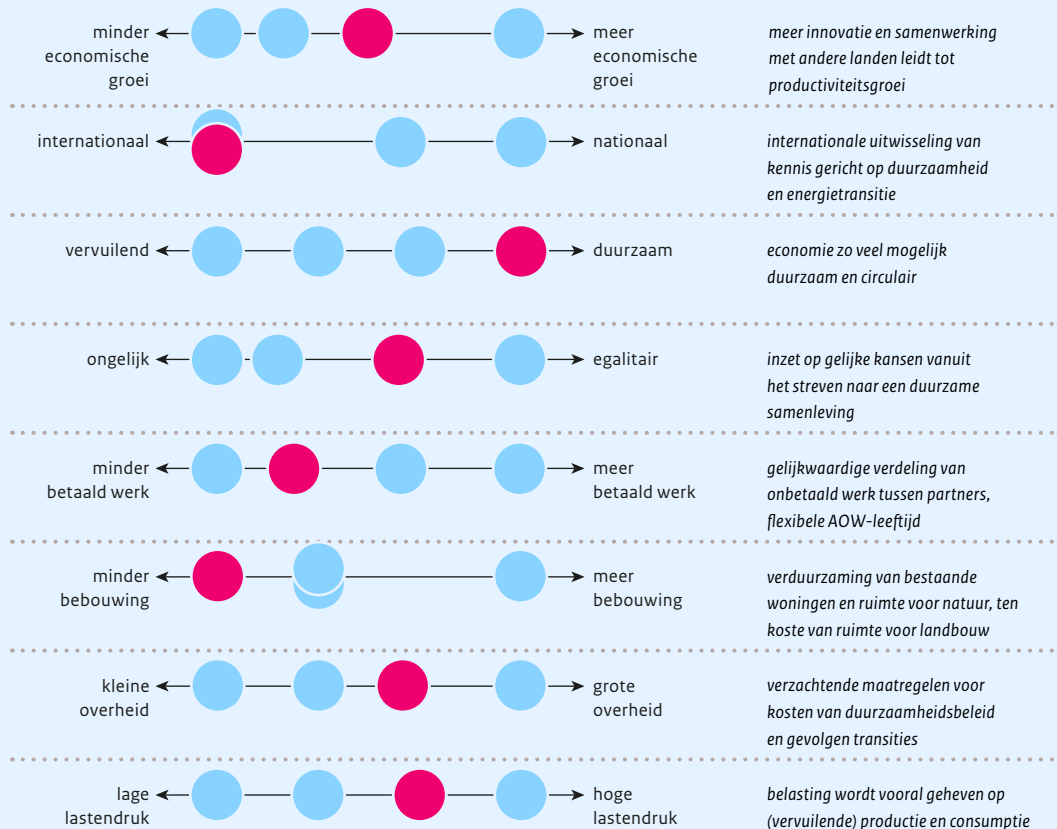 minder
economische
groei
meer
economische
groei
meer innovatie en samenwerking
met andere landen leidt tot
productiviteitsgroei
internationaal
nationaal
internationale uitwisseling van
kennis gericht op duurzaamheid
en energietransitie
vervuilend
duurzaam
economie zo veel mogelijk
duurzaam en circulair
ongelijk
egalitair
inzet op gelijke kansen vanuit
het streven naar een duurzame
samenleving
minder
betaald werk
meer
betaald werk
gelijkwaardige verdeling van
onbetaald werk tussen partners,
flexibele AOW-leeftijd
minder
bebouwing
meer
bebouwing
verduurzaming van bestaande
woningen en ruimte voor natuur, ten
koste van ruimte voor landbouw
kleine
overheid
grote
overheid
verzachtende maatregelen voor
kosten van duurzaamheidsbeleid
en gevolgen transities
lage
lastendruk
hoge
lastendruk
belasting wordt vooral geheven op
(vervuilende) productie en consumptie